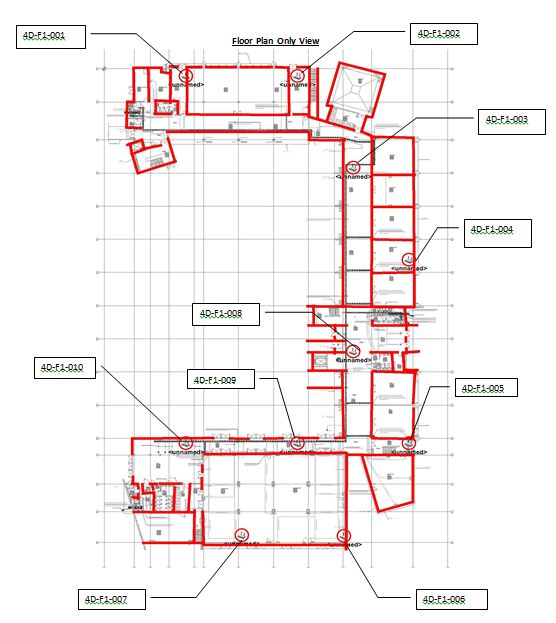 4D-F1-001
4D-F1-002
Floor Plan Only View
<unnamed>
<unnamed>
4D-F1-003
<unnamed>
4D-F1-004
<unnamed>
4D-F1-008
<unnamed>
4D-F1-010
4D-F1-009
4D-F1-005
<unnamed>
<unnamed>
<unnamed>
<unnamed>
<unnamed>
4D-F1-007
4D-F1-006